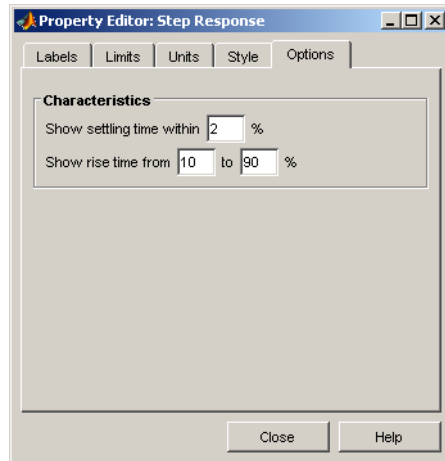 Property Editor: Step Response
Labels Limits Units Style Options
Characteristics
Show settling time within 2 %
Show rise time from 10 to 90 %
Close Help